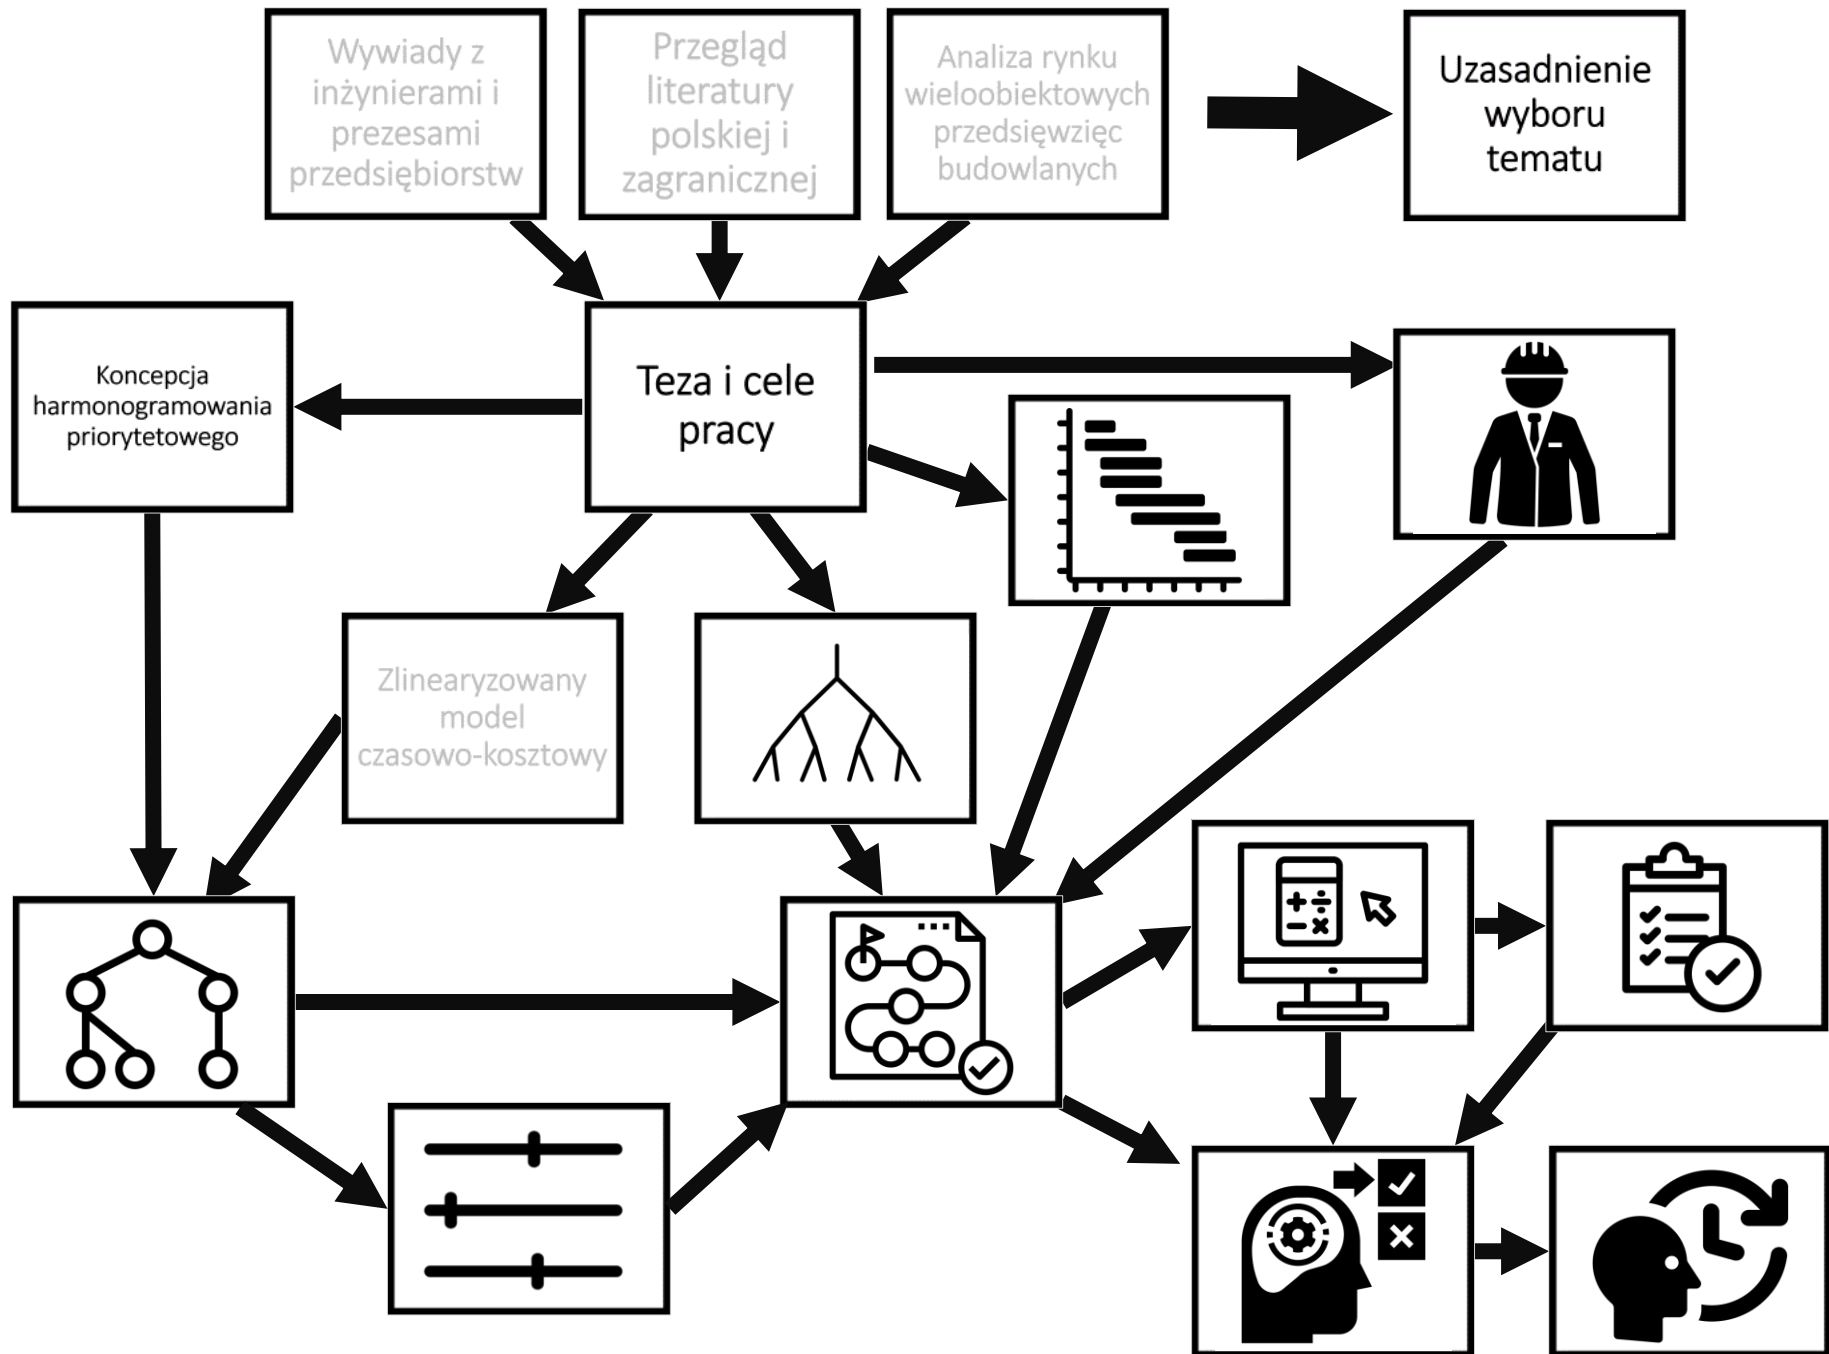 Wywiady z
inżynierami i
prezesami
przedsiębiorstw
Przegląd
literatury
polskiej i
zagranicznej
Analiza rynku
wieloobiektowych
przedsięwzięc
budowlanych
Uzasadnienie
wyboru
tematu
Koncepcja
harmonogramowania
priorytetowego
Teza i cele
pracy
Zlinearyzowany
model
czasowo-kosztowy